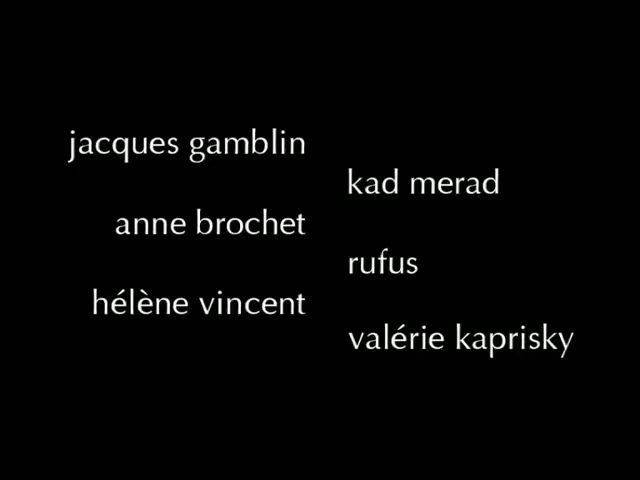 jacques gamblin
kad merad
anne brochet
rufus
hélène vincent
valérie kaprisky